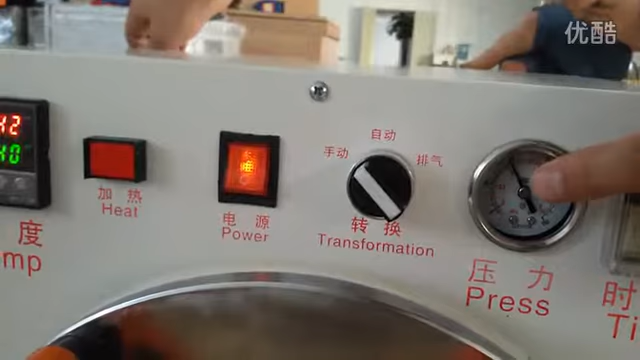 优酷
手动
自动
排气
加热
Heat
电源
Power
转换
Transformation
压力
Press
度
mp
时
Ti